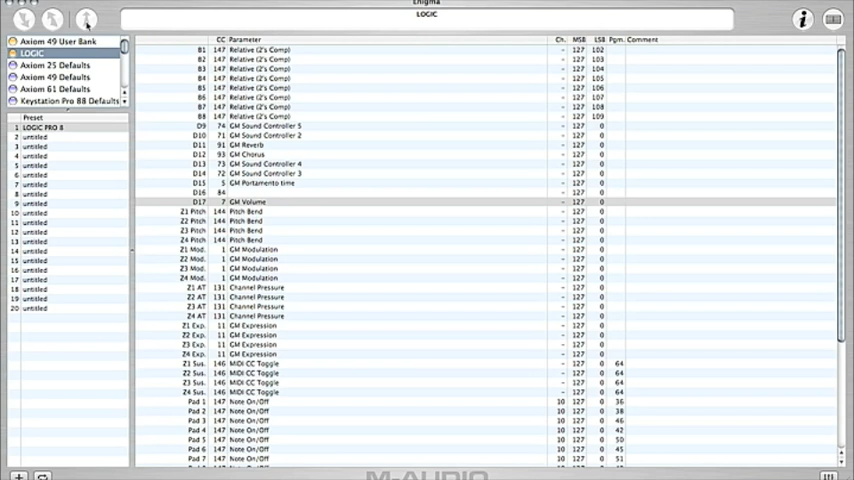 Enigma
LOGIC
Axiom 49 User Bank
LOGIC
Axiom 25 Defaults
Axiom 49 Defaults
Axiom 61 Defaults
Keystation Pro 88 Defaults
Preset
1 LOGIC PRO 8
2 untitled
3 untitled
4 untitled
5 untitled
6 untitled
7 untitled
8 untitled
9 untitled
10 untitled
11 untitled
12 untitled
13 untitled
14 untitled
15 untitled
16 untitled
17 untitled
18 untitled
19 untitled
20 untitled
CC Parameter Ch. MSB LSB Pgm. Comment
B1 147 Relative (2's Comp) - 127 102
B2 147 Relative (2's Comp) - 127 103
B3 147 Relative (2's Comp) - 127 104
B4 147 Relative (2's Comp) - 127 105
B5 147 Relative (2's Comp) - 127 106
B6 147 Relative (2's Comp) - 127 107
B7 147 Relative (2's Comp) - 127 108
B8 147 Relative (2's Comp) - 127 109
D9 74 GM Sound Controller 5 - 127 0
D10 71 GM Sound Controller 2 - 127 0
D11 91 GM Reverb - 127 0
D12 93 GM Chorus - 127 0
D13 73 GM Sound Controller 4 - 127 0
D14 72 GM Sound Controller 3 - 127 0
D15 5 GM Portamento time - 127 0
D16 84 - 127 0
D17 7 GM Volume - 127 0
Z1 Pitch 144 Pitch Bend - 127 0
Z2 Pitch 144 Pitch Bend - 127 0
Z3 Pitch 144 Pitch Bend - 127 0
Z4 Pitch 144 Pitch Bend - 127 0
Z1 Mod. 1 GM Modulation - 127 0
Z2 Mod. 1 GM Modulation - 127 0
Z3 Mod. 1 GM Modulation - 127 0
Z4 Mod. 1 GM Modulation - 127 0
Z1 AT 131 Channel Pressure - 127 0
Z2 AT 131 Channel Pressure - 127 0
Z3 AT 131 Channel Pressure - 127 0
Z4 AT 131 Channel Pressure - 127 0
Z1 Exp. 11 GM Expression - 127 0
Z2 Exp. 11 GM Expression - 127 0
Z3 Exp. 11 GM Expression - 127 0
Z4 Exp. 11 GM Expression - 127 0
Z1 Sus. 146 MIDI CC Toggle - 127 0 64
Z2 Sus. 146 MIDI CC Toggle - 127 0 64
Z3 Sus. 146 MIDI CC Toggle - 127 0 64
Z4 Sus. 146 MIDI CC Toggle - 127 0 64
Pad 1 147 Note On/Off 10 127 0 36
Pad 2 147 Note On/Off 10 127 0 38
Pad 3 147 Note On/Off 10 127 0 46
Pad 4 147 Note On/Off 10 127 0 42
Pad 5 147 Note On/Off 10 127 0 50
Pad 6 147 Note On/Off 10 127 0 45
Pad 7 147 Note On/Off 10 127 0 51
M-AUDIO